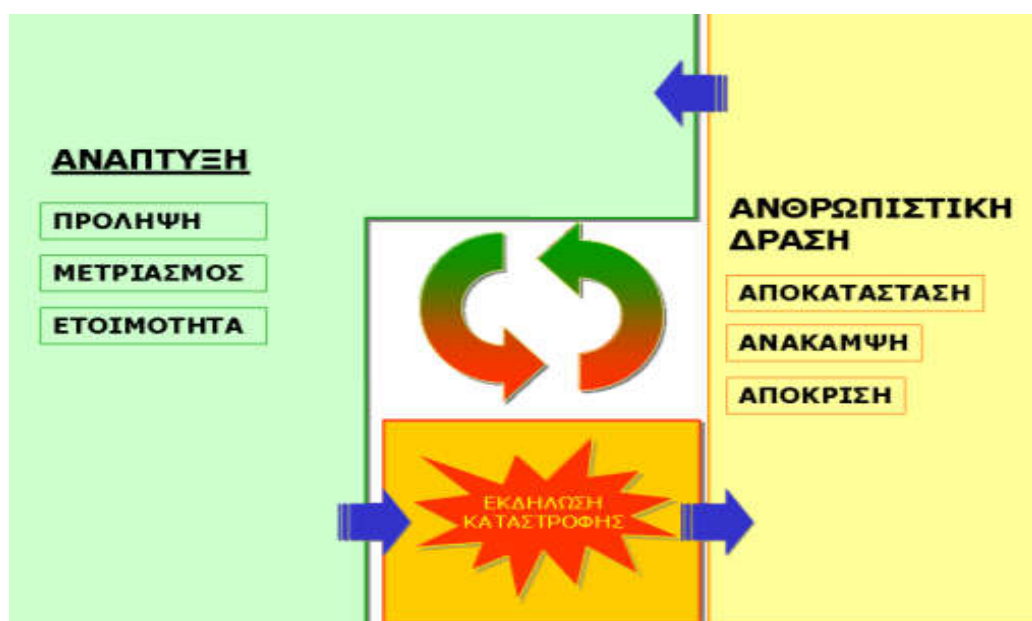 ΑΝΑΠΤΥΞΗ
ΠΡΟΛΗΨΗ
ΜΕΤΡΙΑΣΜΟΣ
ΕΤΟΙΜΟΤΗΤΑ
ΕΚΔΗΛΩΣΗ
ΚΑΤΑΣΤΡΟΦΗΣ
ΑΝΘΡΩΠΙΣΤΙΚΗ
ΔΡΑΣΗ
ΑΠΟΚΑΤΑΣΤΑΣΗ
ΑΝΑΚΑΜΨΗ
ΑΠΟΚΡΙΣΗ